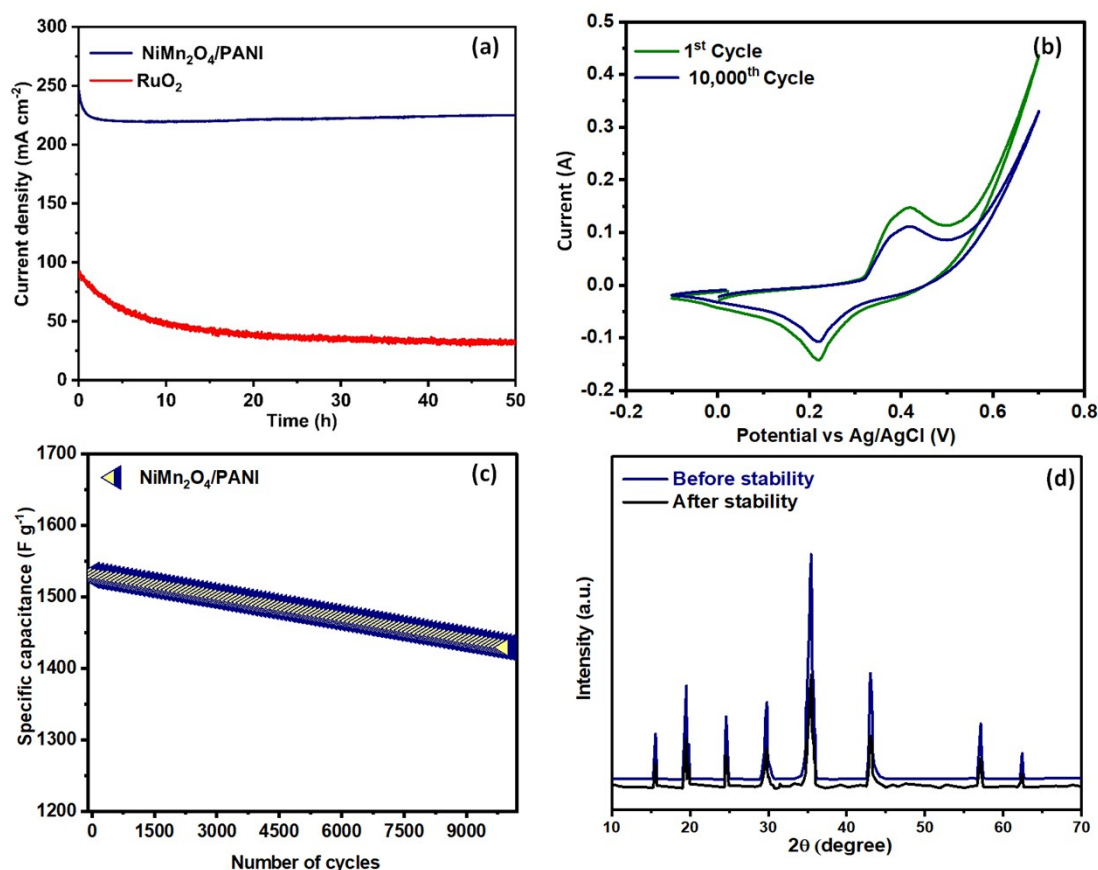 (a)
NiMn₂O₄/PANI
RuO₂
Current density (mA cm⁻²)
300
250
200
150
100
50
0
0 10 20 30 40 50
Time (h)
(b)
1ˢᵗ Cycle
10,000ᵗʰ Cycle
Current (A)
0.5
0.4
0.3
0.2
0.1
0.0
-0.1
-0.2
-0.2 0.0 0.2 0.4 0.6 0.8
Potential vs Ag/AgCl (V)
(c)
NiMn₂O₄/PANI
Specific capacitance (F g⁻¹)
1700
1600
1500
1400
1300
1200
0 1500 3000 4500 6000 7500 9000
Number of cycles
(d)
Before stability
After stability
Intensity (a.u.)
10 20 30 40 50 60 70
2θ (degree)